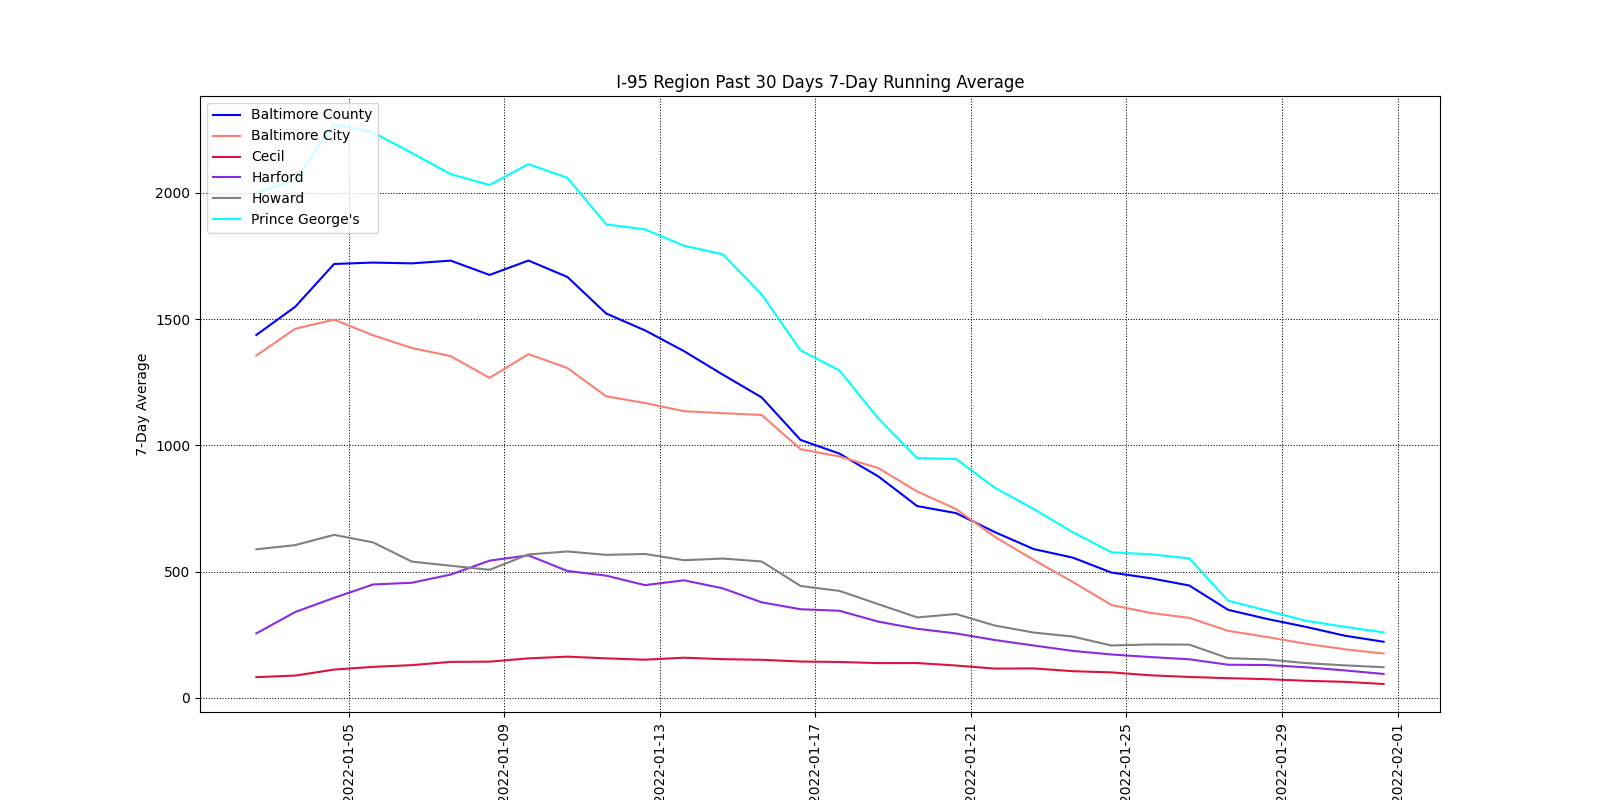 I-95 Region Past 30 Days 7-Day Running Average
Baltimore County
Baltimore City
Cecil
Harford
Howard
Prince George's
2000
1500
1000
500
0
7-Day Average
2022-01-05
2022-01-09
2022-01-13
2022-01-17
2022-01-21
2022-01-25
2022-01-29
2022-02-01